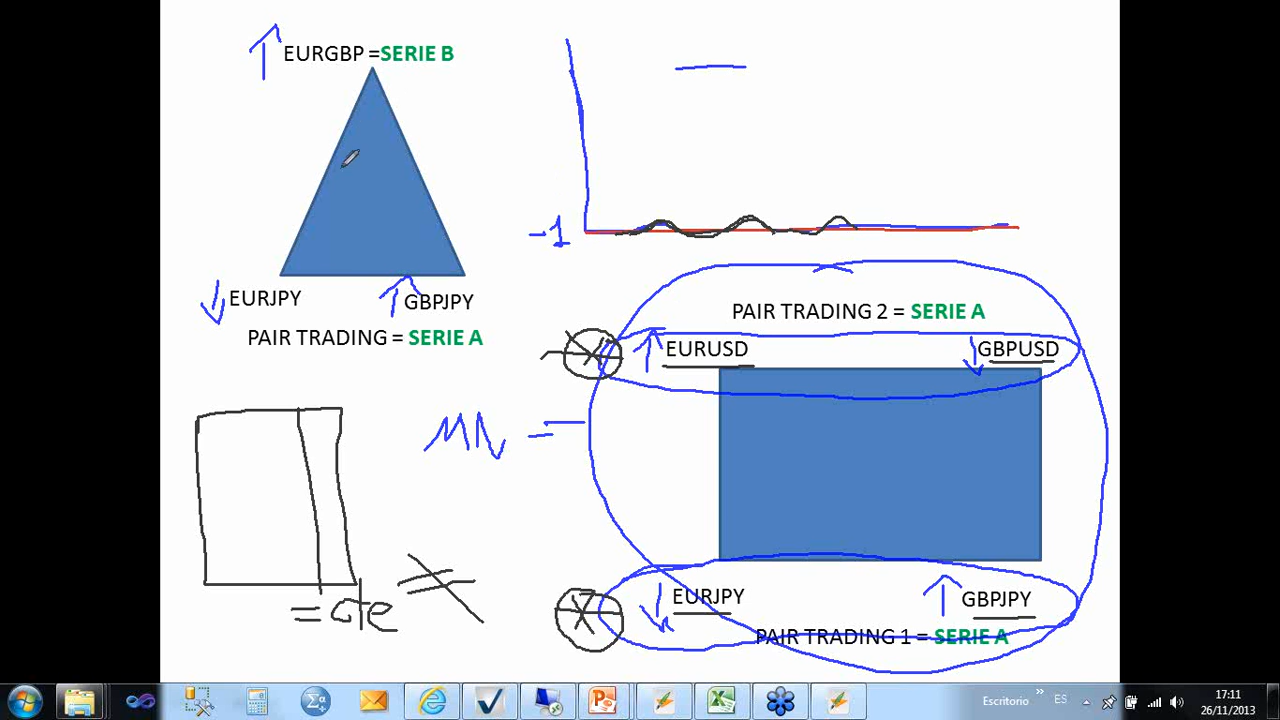 EURGBP =SERIE B
EURJPY
GBPJPY
PAIR TRADING = SERIE A
-1
PAIR TRADING 2 = SERIE A
EURUSD
GBPUSD
MN =
EURJPY
GBPJPY
PAIR TRADING 1 = SERIE A
= cte ≠
Escritorio
»
ES
17:11
26/11/2013